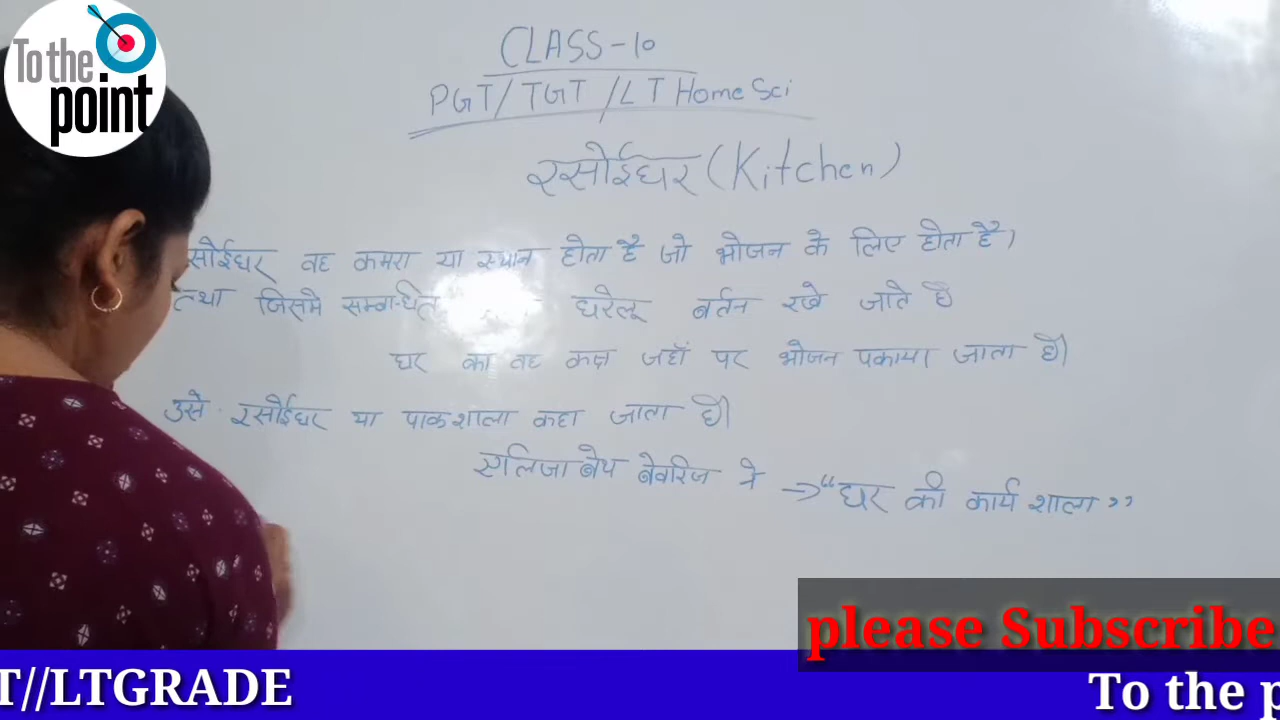 To the
point
CLASS-10
PGT/TGT/LT Home Sci
रसोईघर (Kitchen)
सोईघर वह कमरा या स्थान होता है जो भोजन के लिए होता है,
तथा जिसमे सम्बन्धित घरेलू बर्तन रखे जाते है
घर का वह कक्ष जहाँ पर भोजन पकाया जाता है।
उसे रसोईघर या पाकशाला कहा जाता है।
एलिजा बेथ बेवरिज ने → "घर की कार्य शाला"
please Subscribe
T//LTGRADE
To the p